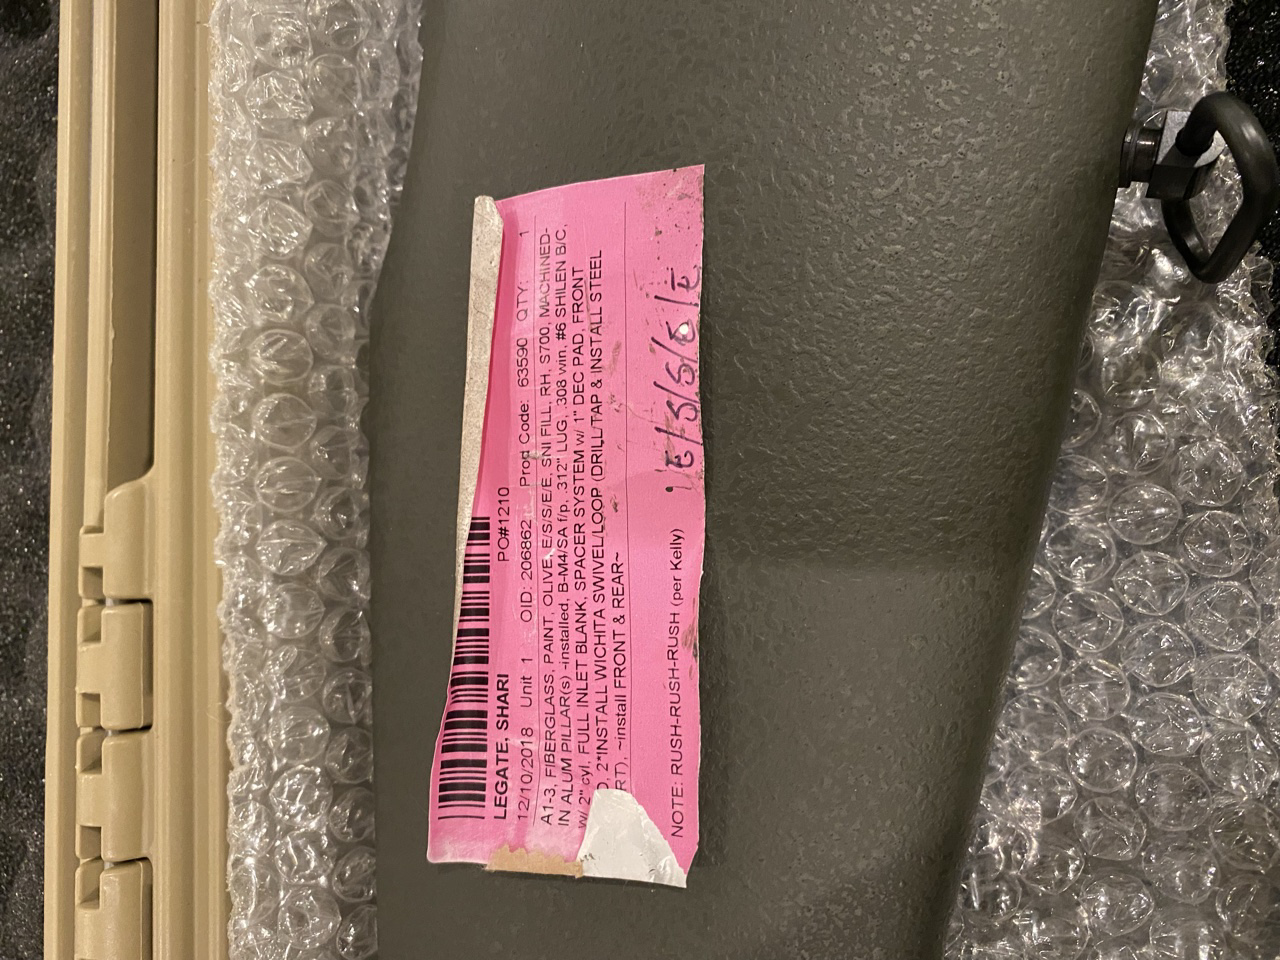 LEGATE, SHARI PO#1210
12/10/2018 Unit 1 OID: 206862 Prod Code: 63590 QTY: 1
A1-3, FIBERGLASS, PAINT, OLIVE, E/S/S/E/E, SNI FILL, RH, S700, MACHINED-
IN ALUM PILLAR(s) -installed, B-M4/SA f/p, .312" LUG, 308 win, #6 SHILEN B/C,
w/ 2" cyl, FULL INLET BLANK, SPACER SYSTEM w/ 1" DEC PAD, FRONT
2*INSTALL WICHITA SWIVEL/LOOP (DRILL/TAP & INSTALL STEEL
RT), ~install FRONT & REAR~
NOTE: RUSH-RUSH-RUSH (per Kelly) E/S/S/E/E